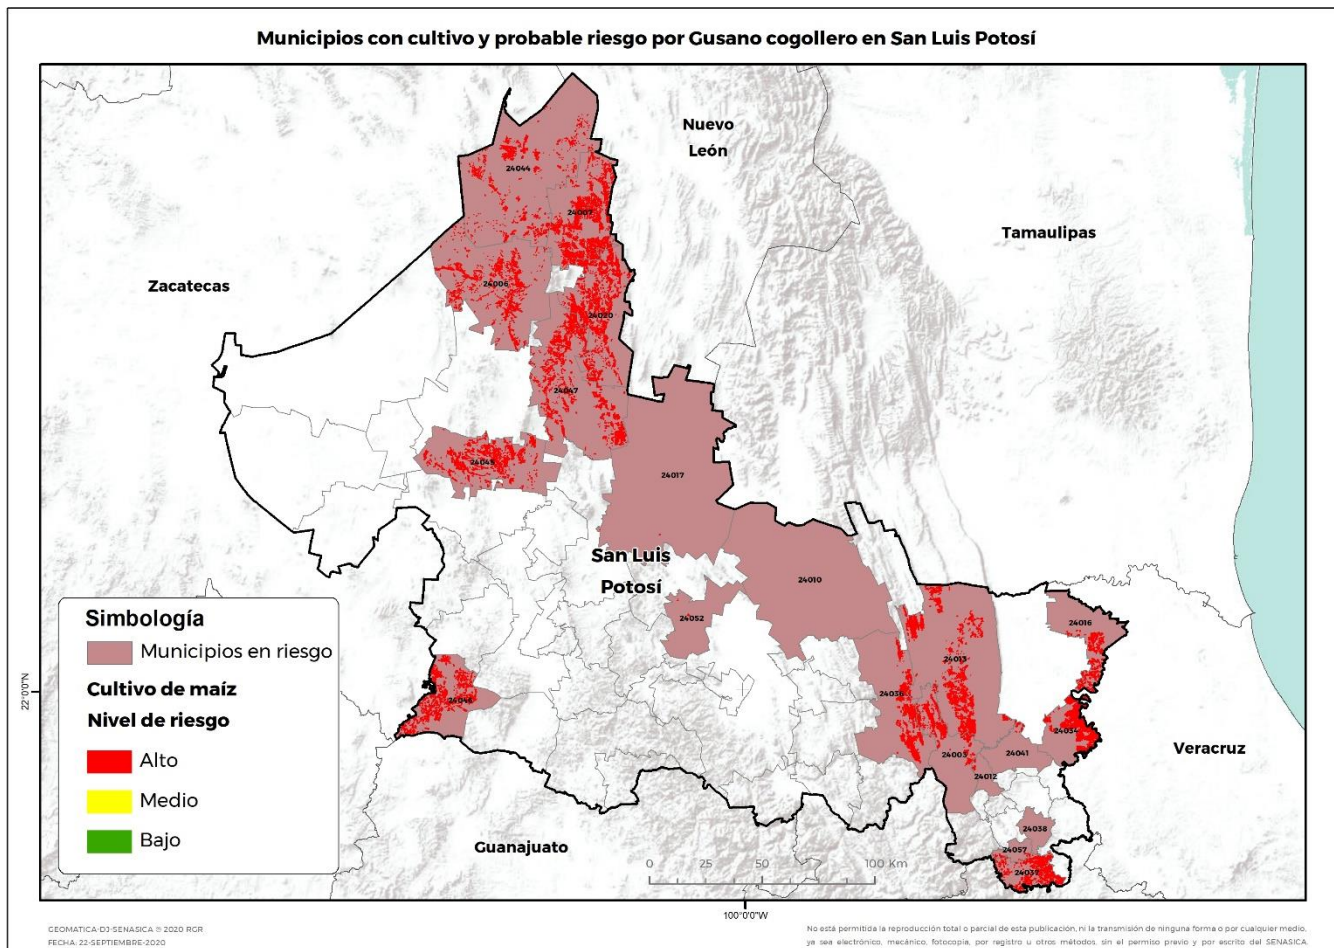 Municipios con cultivo y probable riesgo por Gusano cogollero en San Luis Potosí
Nuevo
León
Tamaulipas
Zacatecas
24044
24007
24006
24020
24047
24045
24017
San Luis
Potosí
24010
24052
24016
24013
24036
24034
24003
24041
24012
24038
24057
24037
24046
Veracruz
Guanajuato
Simbología
Municipios en riesgo
Cultivo de maíz
Nivel de riesgo
Alto
Medio
Bajo
0 25 50 100 Km
22°0'0"N
100°0'0"W
GEOMATICA-DJ-SENASICA © 2020 RGR
FECHA: 22-SEPTIEMBRE-2020
No está permitida la reproducción total o parcial de esta publicación, ni la transmisión de ninguna forma o por cualquier medio,
ya sea electrónico, mecánico, fotocopia, por registro u otros métodos, sin el permiso previo y por escrito del SENASICA.